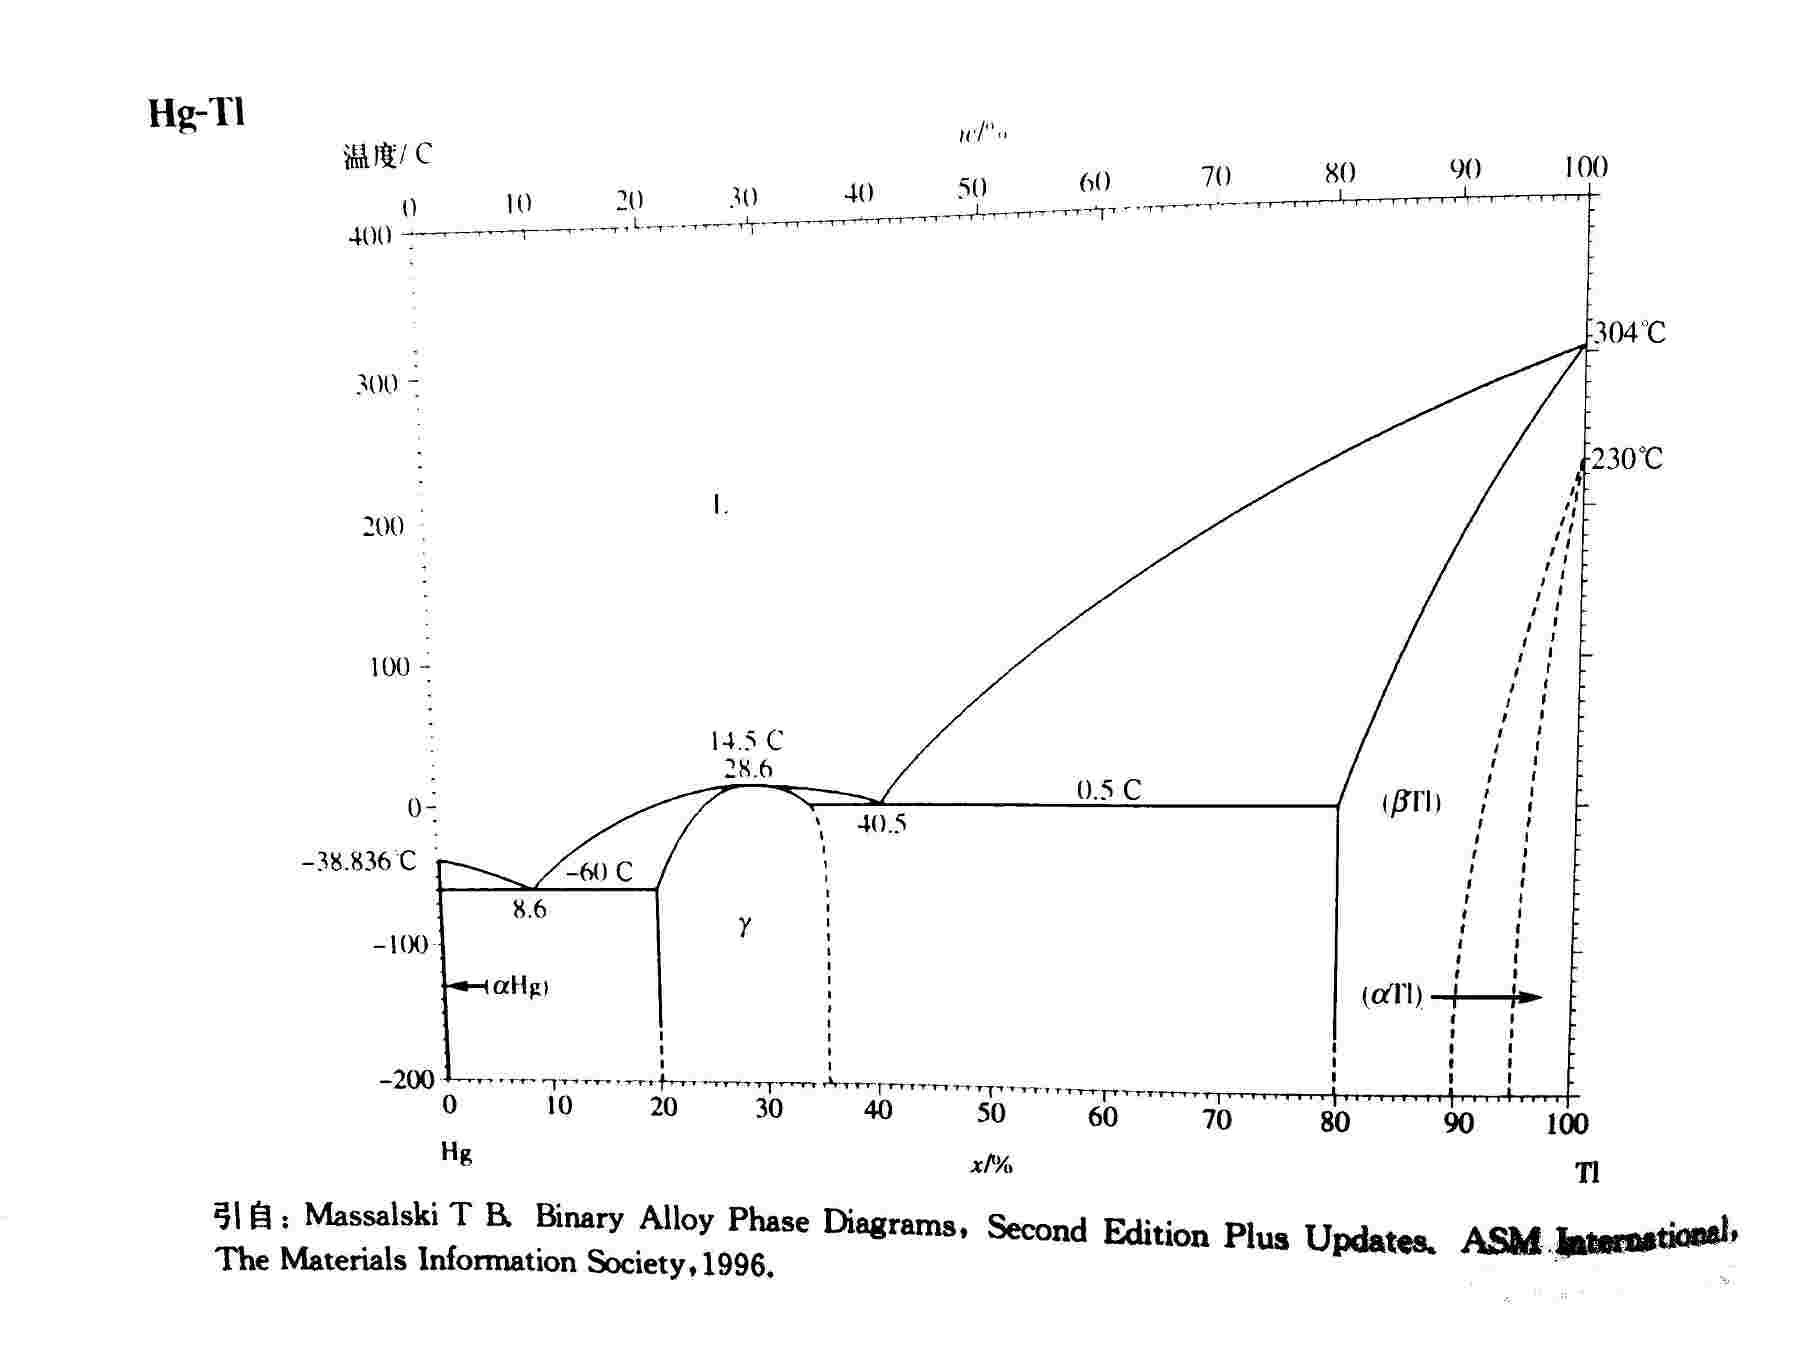 Hg-Tl
w/%
温度/ C
0 10 20 30 40 50 60 70 80 90 100
400
304℃
300
230℃
200
L
100
14.5 C
28.6
0
0.5 C
(βTl)
40.5
-38.836℃
-60 C
8.6
γ
-100
(αHg)
(αTl)
-200
0 10 20 30 40 50 60 70 80 90 100
Hg
x/%
Tl
引自: Massalski T B. Binary Alloy Phase Diagrams, Second Edition Plus Updates. ASM International,
The Materials Information Society,1996.